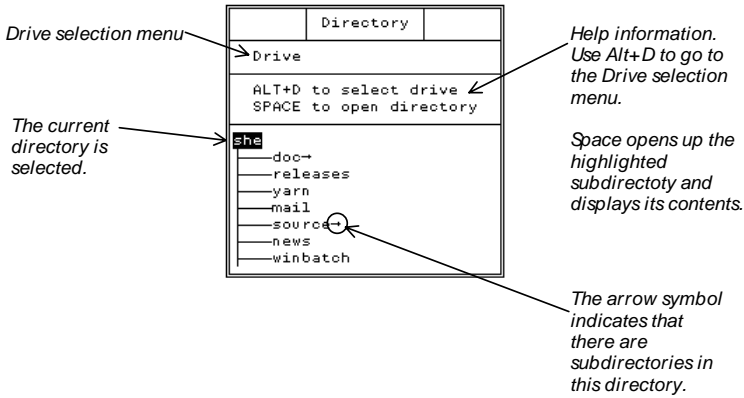 Directory
Drive selection menu
Drive
Help information.
Use Alt+D to go to
the Drive selection
menu.
ALT+D to select drive
SPACE to open directory
Space opens up the
highlighted
subdirectoty and
displays its contents.
The current
directory is
selected.
she
doc→
releases
yarn
mail
source→
news
winbatch
The arrow symbol
indicates that
there are
subdirectories in
this directory.